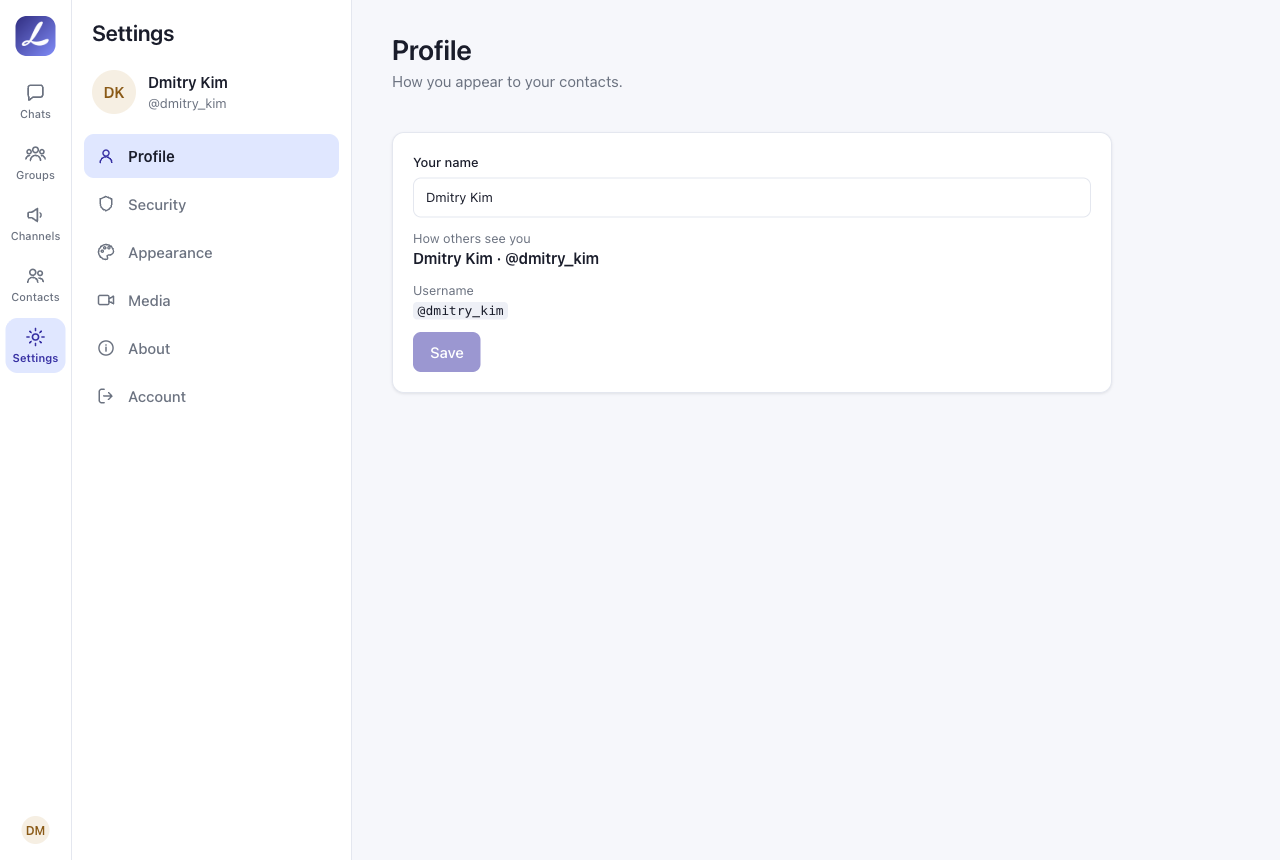 L
Chats
Groups
Channels
Contacts
Settings
DM
Settings
DK
Dmitry Kim
@dmitry_kim
Profile
Security
Appearance
Media
About
Account
Profile
How you appear to your contacts.
Your name
Dmitry Kim
How others see you
Dmitry Kim · @dmitry_kim
Username
@dmitry_kim
Save